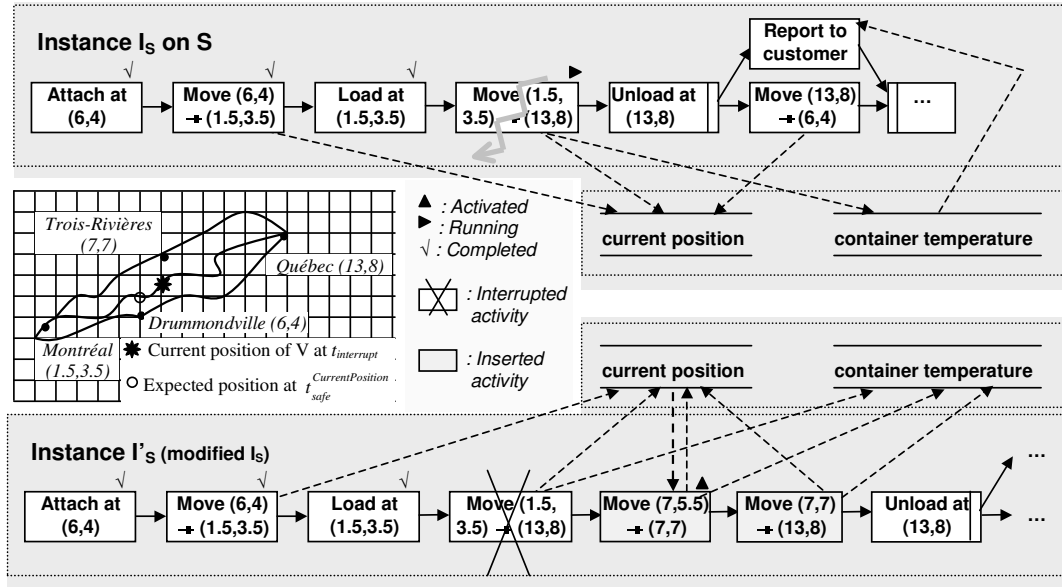 Instance I_S on S
Report to
customer
Attach at
(6,4)
√
Move (6,4)
(1.5,3.5)
√
Load at
(1.5,3.5)
√
Move (1.5,
3.5) (13,8)
Unload at
(13,8)
Move (13,8)
(6,4)
...
current position
container temperature
Trois-Rivières
(7,7)
Québec (13,8)
Drummondville (6,4)
Montréal
(1.5,3.5)
Current position of V at t_interrupt
Expected position at t_safe^CurrentPosition
: Activated
: Running
√ : Completed
: Interrupted
activity
: Inserted
activity
current position
container temperature
Instance I'_S (modified I_S)
Attach at
(6,4)
√
Move (6,4)
(1.5,3.5)
√
Load at
(1.5,3.5)
√
Move (1.5,
3.5) (13,8)
Move (7,5.5)
(7,7)
Move (7,7)
(13,8)
Unload at
(13,8)
...
...